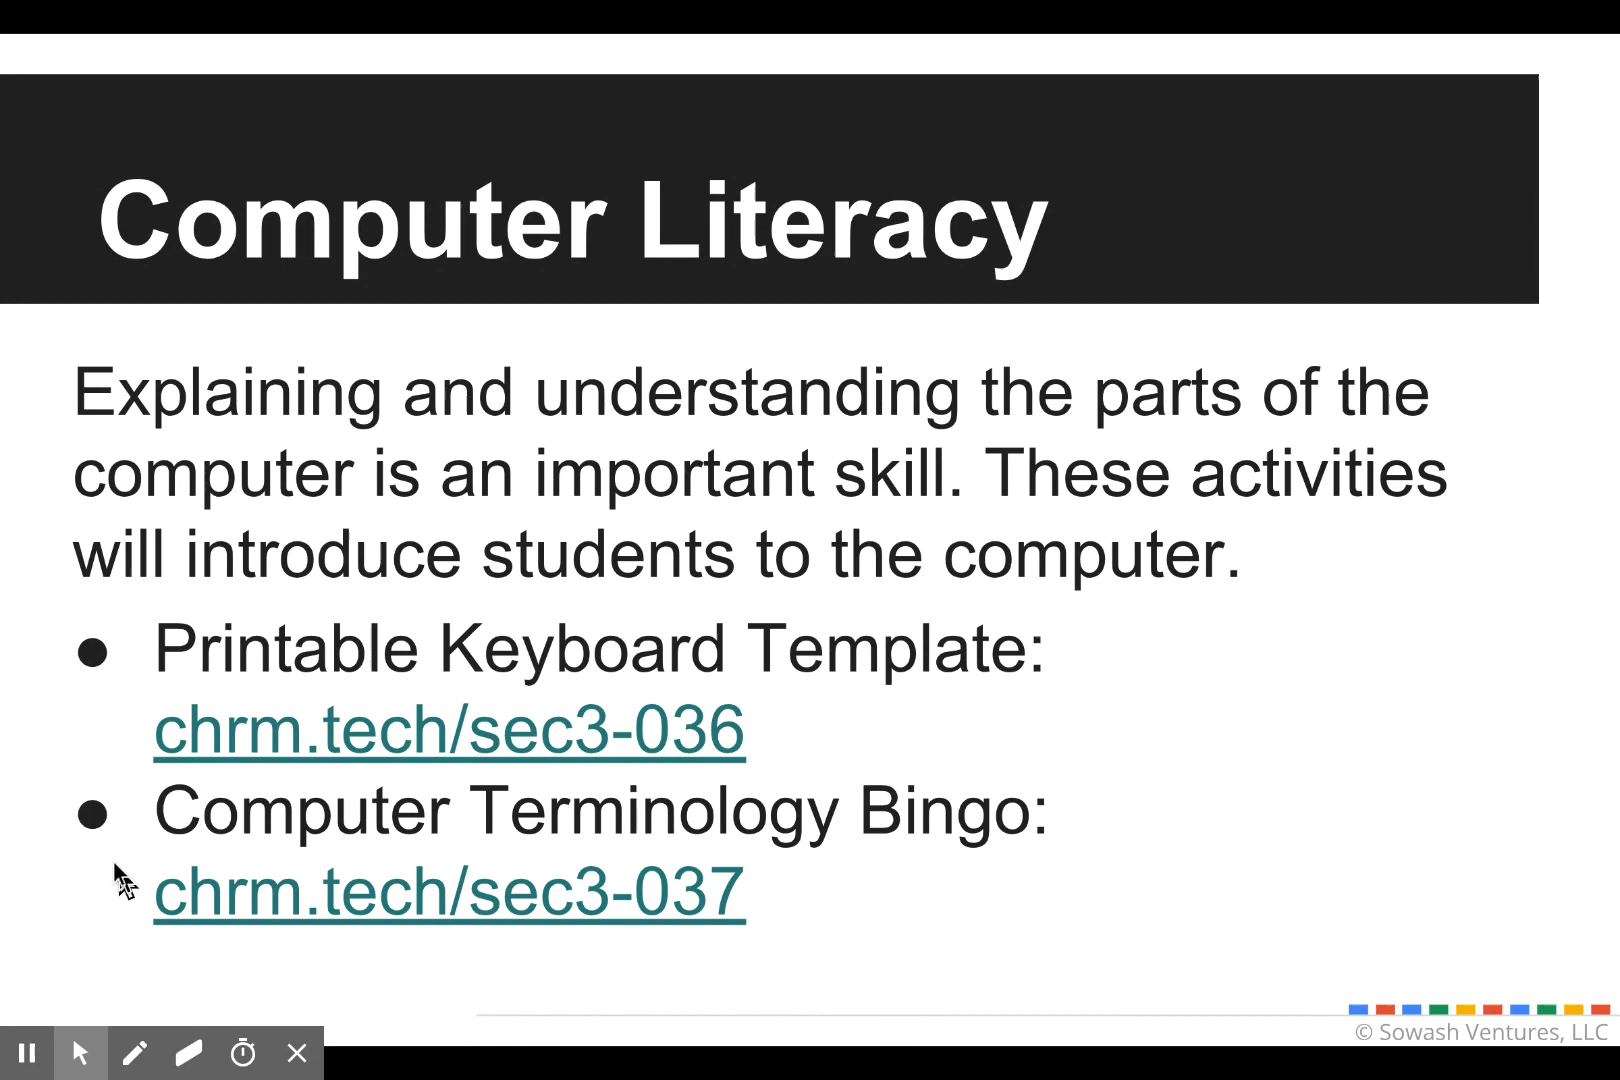 Computer Literacy
Explaining and understanding the parts of the
computer is an important skill. These activities
will introduce students to the computer.
● Printable Keyboard Template:
chrm.tech/sec3-036
● Computer Terminology Bingo:
chrm.tech/sec3-037
© Sowash Ventures, LLC